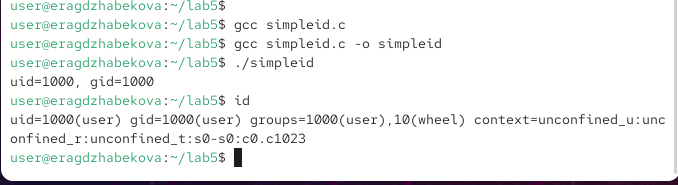 user@eragdzhabekova:~/lab5$
user@eragdzhabekova:~/lab5$ gcc simpleid.c
user@eragdzhabekova:~/lab5$ gcc simpleid.c -o simpleid
user@eragdzhabekova:~/lab5$ ./simpleid
uid=1000, gid=1000
user@eragdzhabekova:~/lab5$ id
uid=1000(user) gid=1000(user) groups=1000(user),10(wheel) context=unconfined_u:unc
onfined_r:unconfined_t:s0-s0:c0.c1023
user@eragdzhabekova:~/lab5$